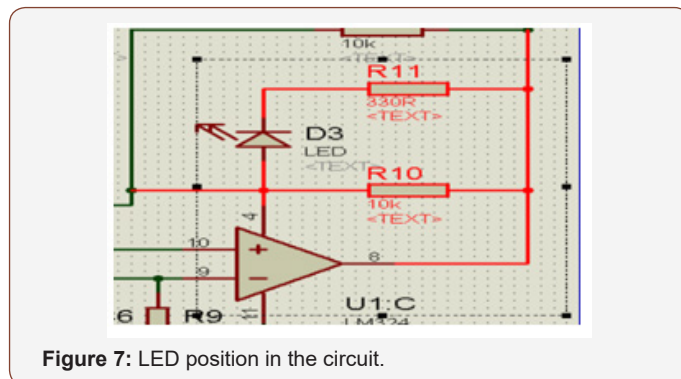 10k
<TEXT>
R11
330R
<TEXT>
D3
LED
<TEXT>
R10
10k
<TEXT>
4
10
9
8
11
U1:C
6
R9
LM324
Figure 7: LED position in the circuit.